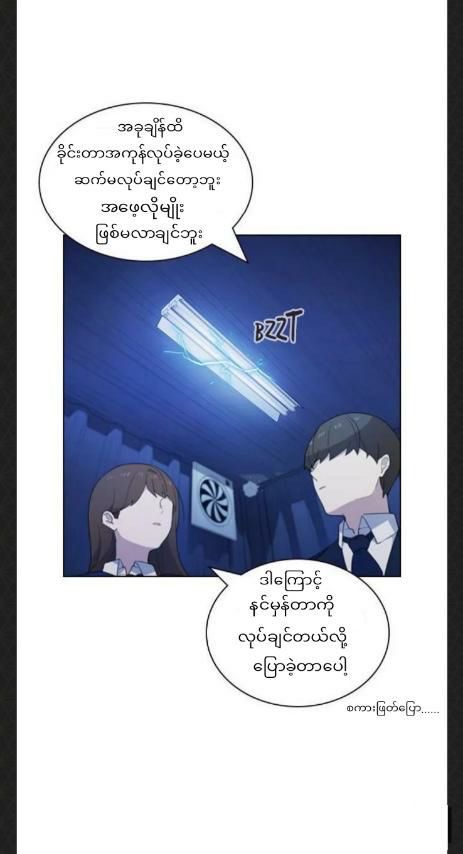 အခုချိန်ထိ
ခိုင်းတာအကုန်လုပ်ခဲ့ပေမယ့်
ဆက်မလုပ်ချင်တော့ဘူး
အဖေ့လိုမျိုး
ဖြစ်မလာချင်ဘူး
BZZT
ဒါကြောင့်
နင်မှန်တာကို
လုပ်ချင်တယ်လို့
ပြောခဲ့တာပေါ့
စကားဖြတ်ပြော......